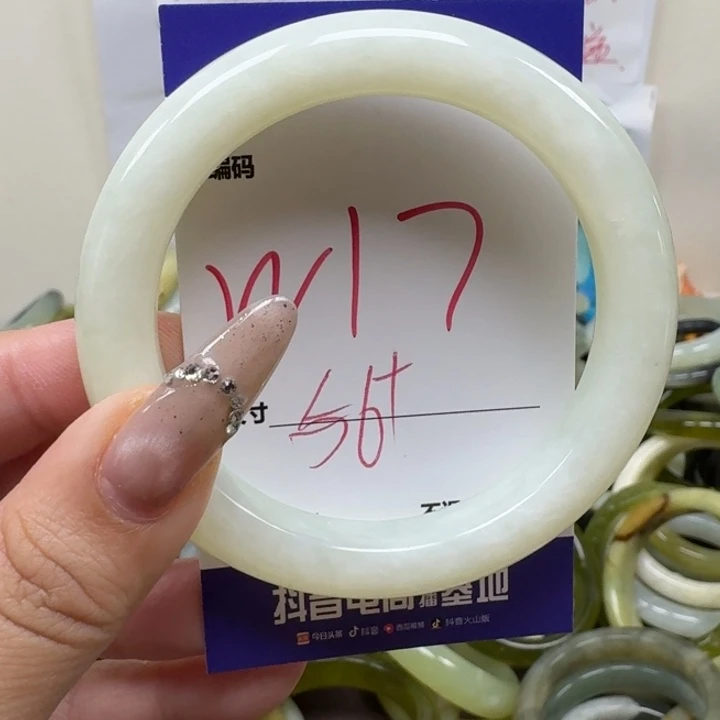 编码
W17
寸 56+
抖音电商直播基地
今日头条 抖音 西瓜视频 抖音火山版